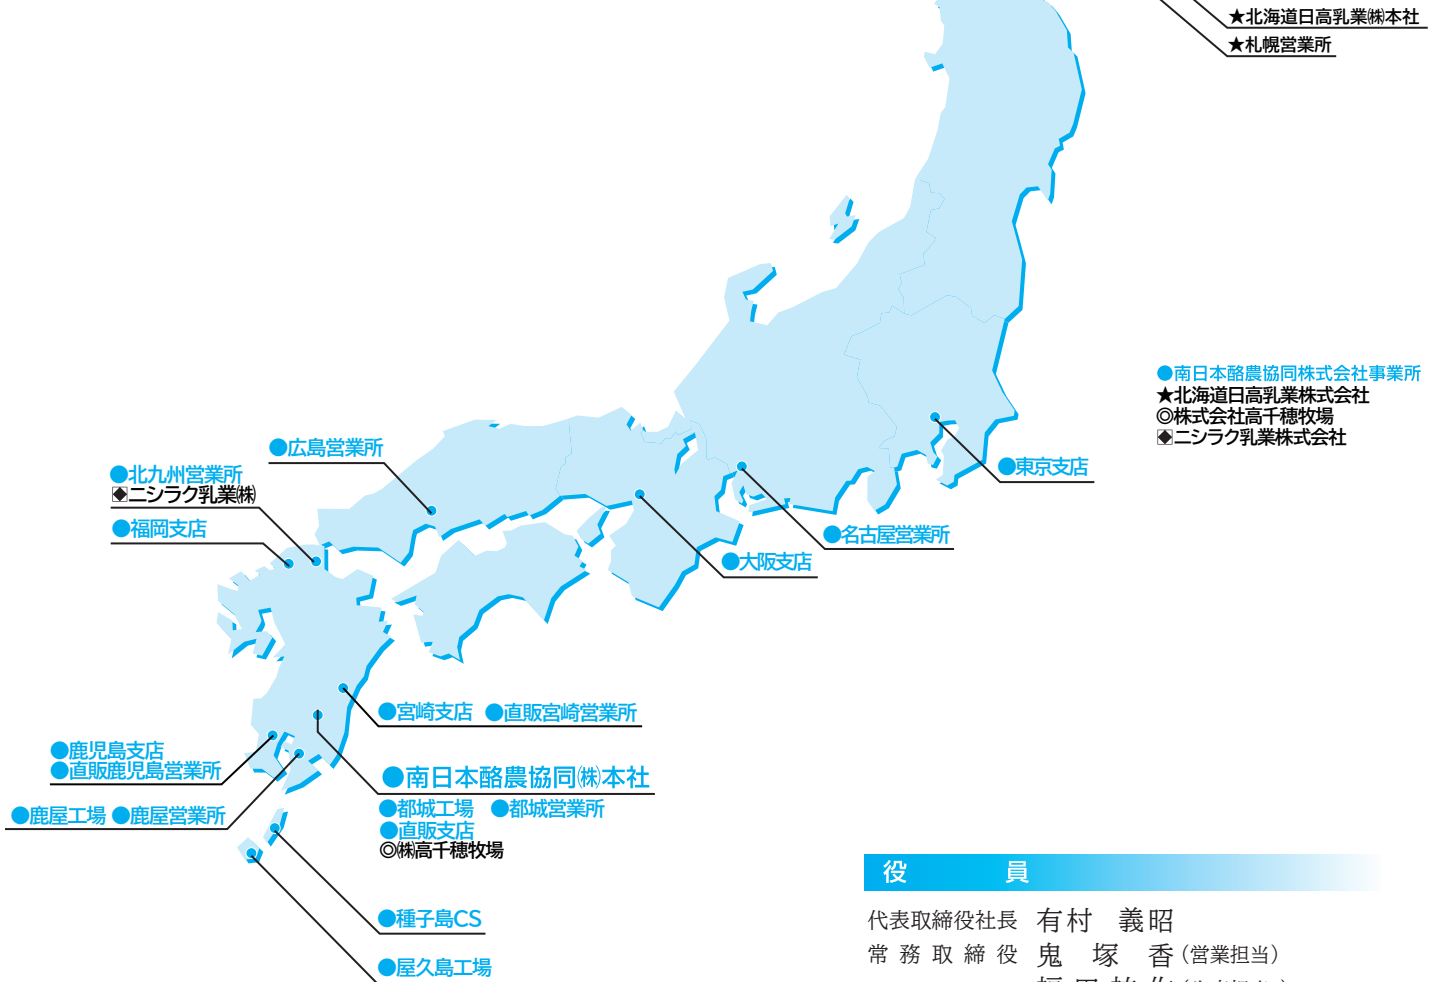 ★北海道日高乳業㈱本社
★札幌営業所
●南日本酪農協同株式会社事業所
★北海道日高乳業株式会社
◎株式会社高千穂牧場
◈ニシラク乳業株式会社
●広島営業所
●北九州営業所
◈ニシラク乳業㈱
●福岡支店
●東京支店
●名古屋営業所
●大阪支店
●宮崎支店 ●直販宮崎営業所
●鹿児島支店
●直販鹿児島営業所
●南日本酪農協同㈱本社
●鹿屋工場 ●鹿屋営業所
●都城工場 ●都城営業所
●直販支店
◎㈱高千穂牧場
●種子島CS
●屋久島工場
役 員
代表取締役社長 有村 義昭
常務取締役 鬼塚 香(営業担当)